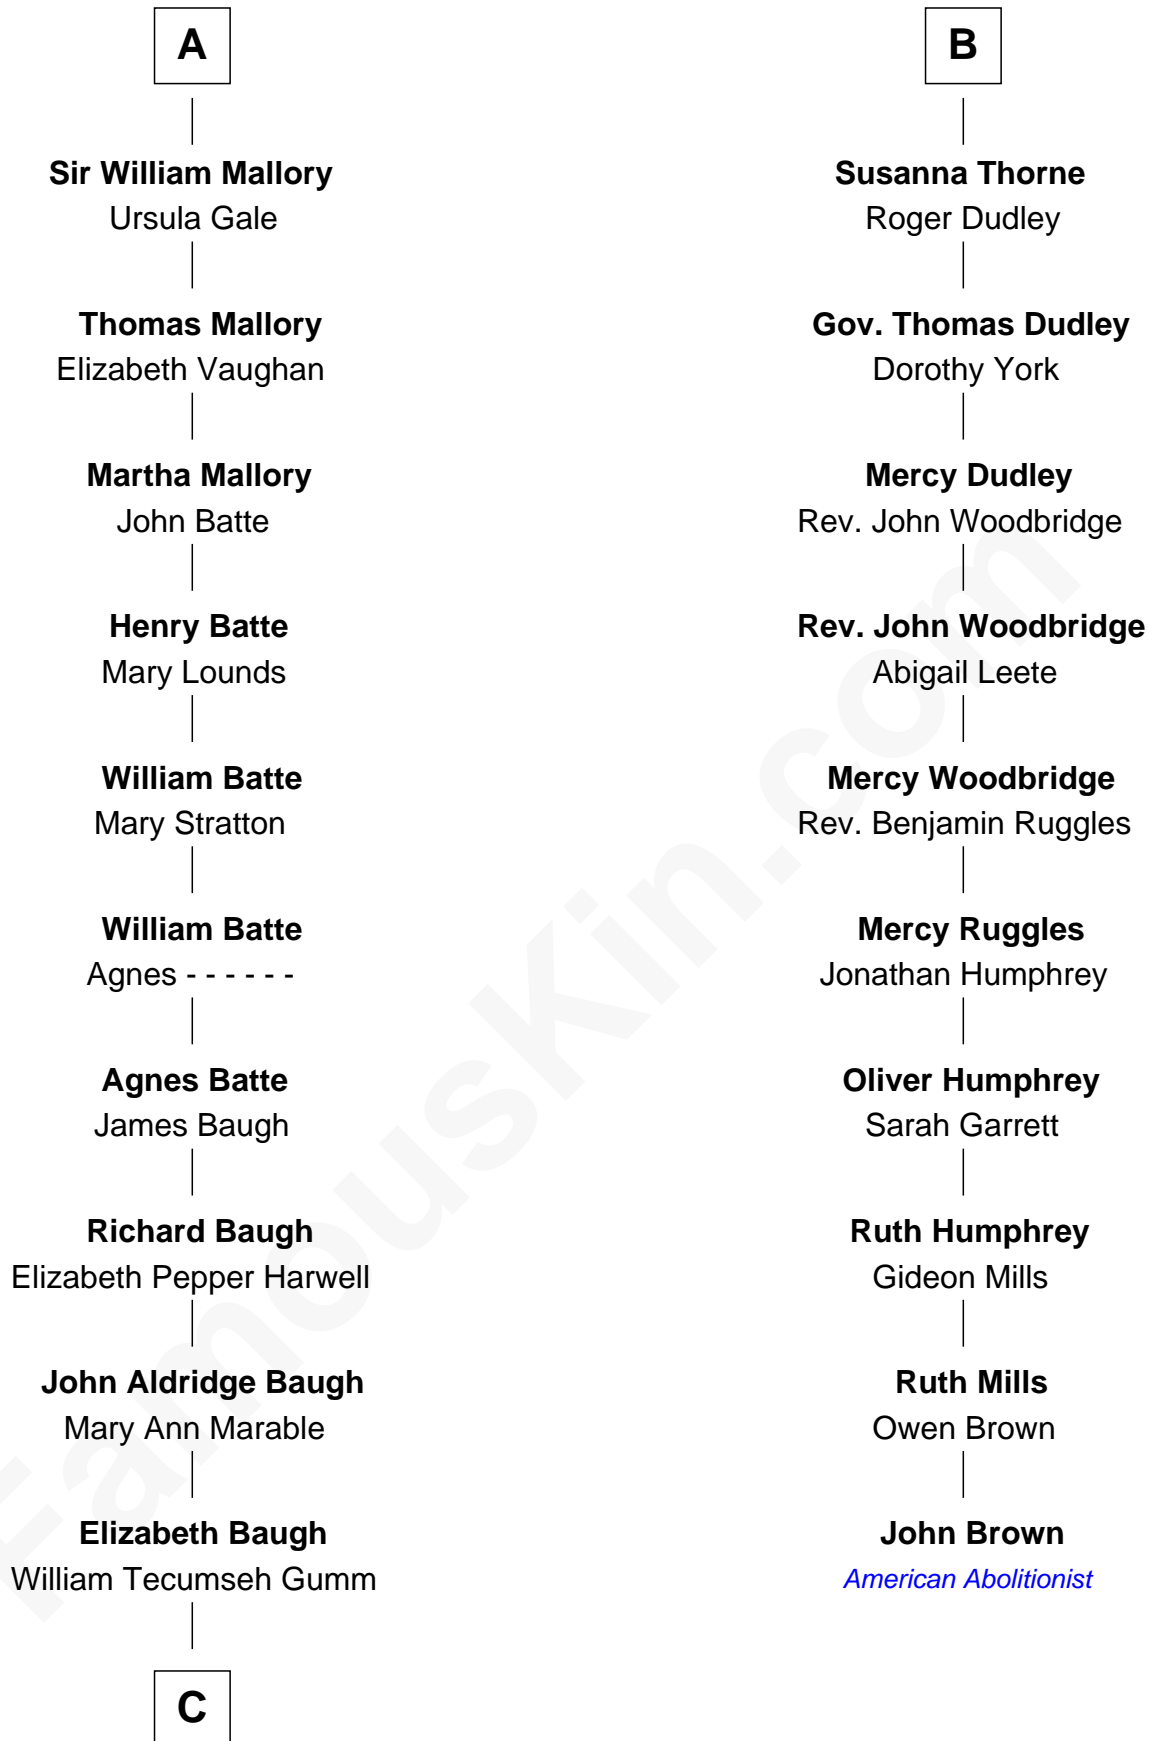 A
Sir William Mallory
Ursula Gale
Thomas Mallory
Elizabeth Vaughan
Martha Mallory
John Batte
Henry Batte
Mary Lounds
William Batte
Mary Stratton
William Batte
Agnes - - - - - -
Agnes Batte
James Baugh
Richard Baugh
Elizabeth Pepper Harwell
John Aldridge Baugh
Mary Ann Marable
Elizabeth Baugh
William Tecumseh Gumm
C
B
Susanna Thorne
Roger Dudley
Gov. Thomas Dudley
Dorothy York
Mercy Dudley
Rev. John Woodbridge
Rev. John Woodbridge
Abigail Leete
Mercy Woodbridge
Rev. Benjamin Ruggles
Mercy Ruggles
Jonathan Humphrey
Oliver Humphrey
Sarah Garrett
Ruth Humphrey
Gideon Mills
Ruth Mills
Owen Brown
John Brown
American Abolitionist
FamousKin.com